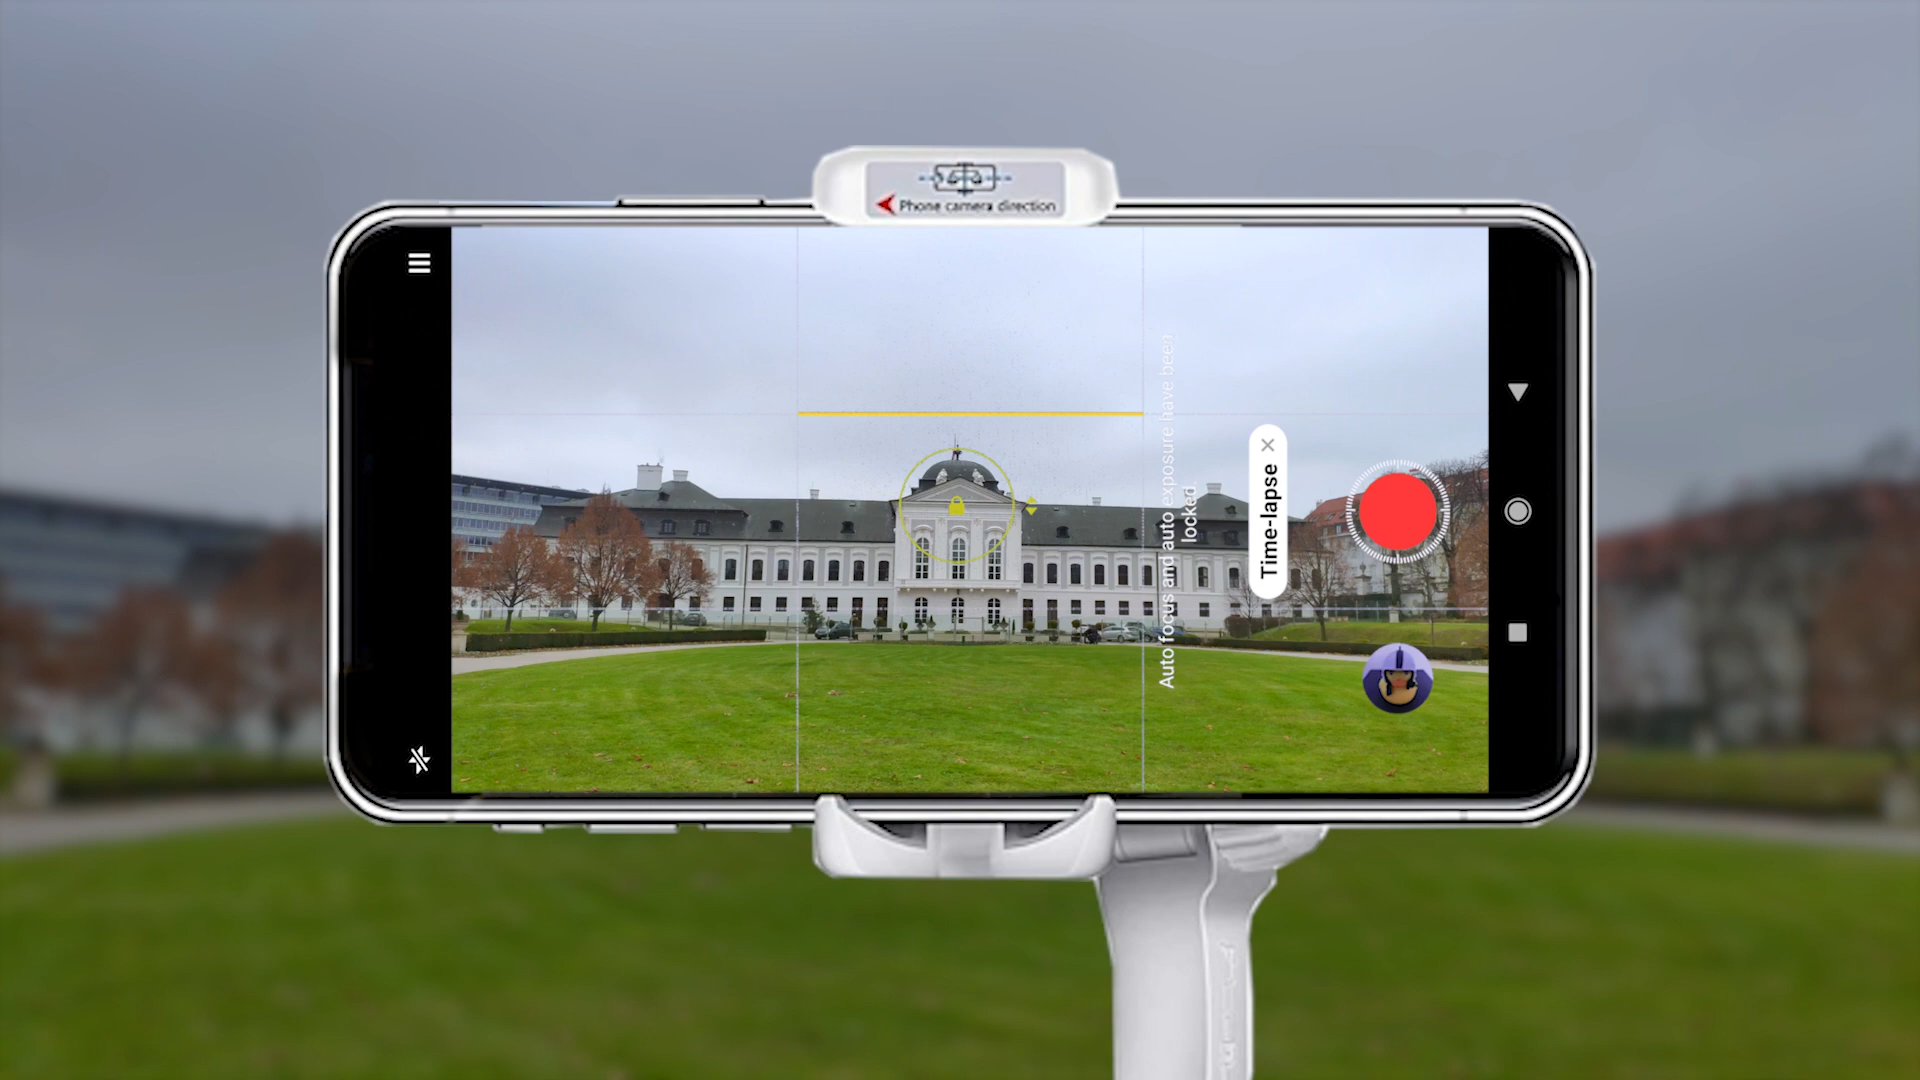 Phone camera direction
Auto focus and auto exposure have been
locked.
Time-lapse